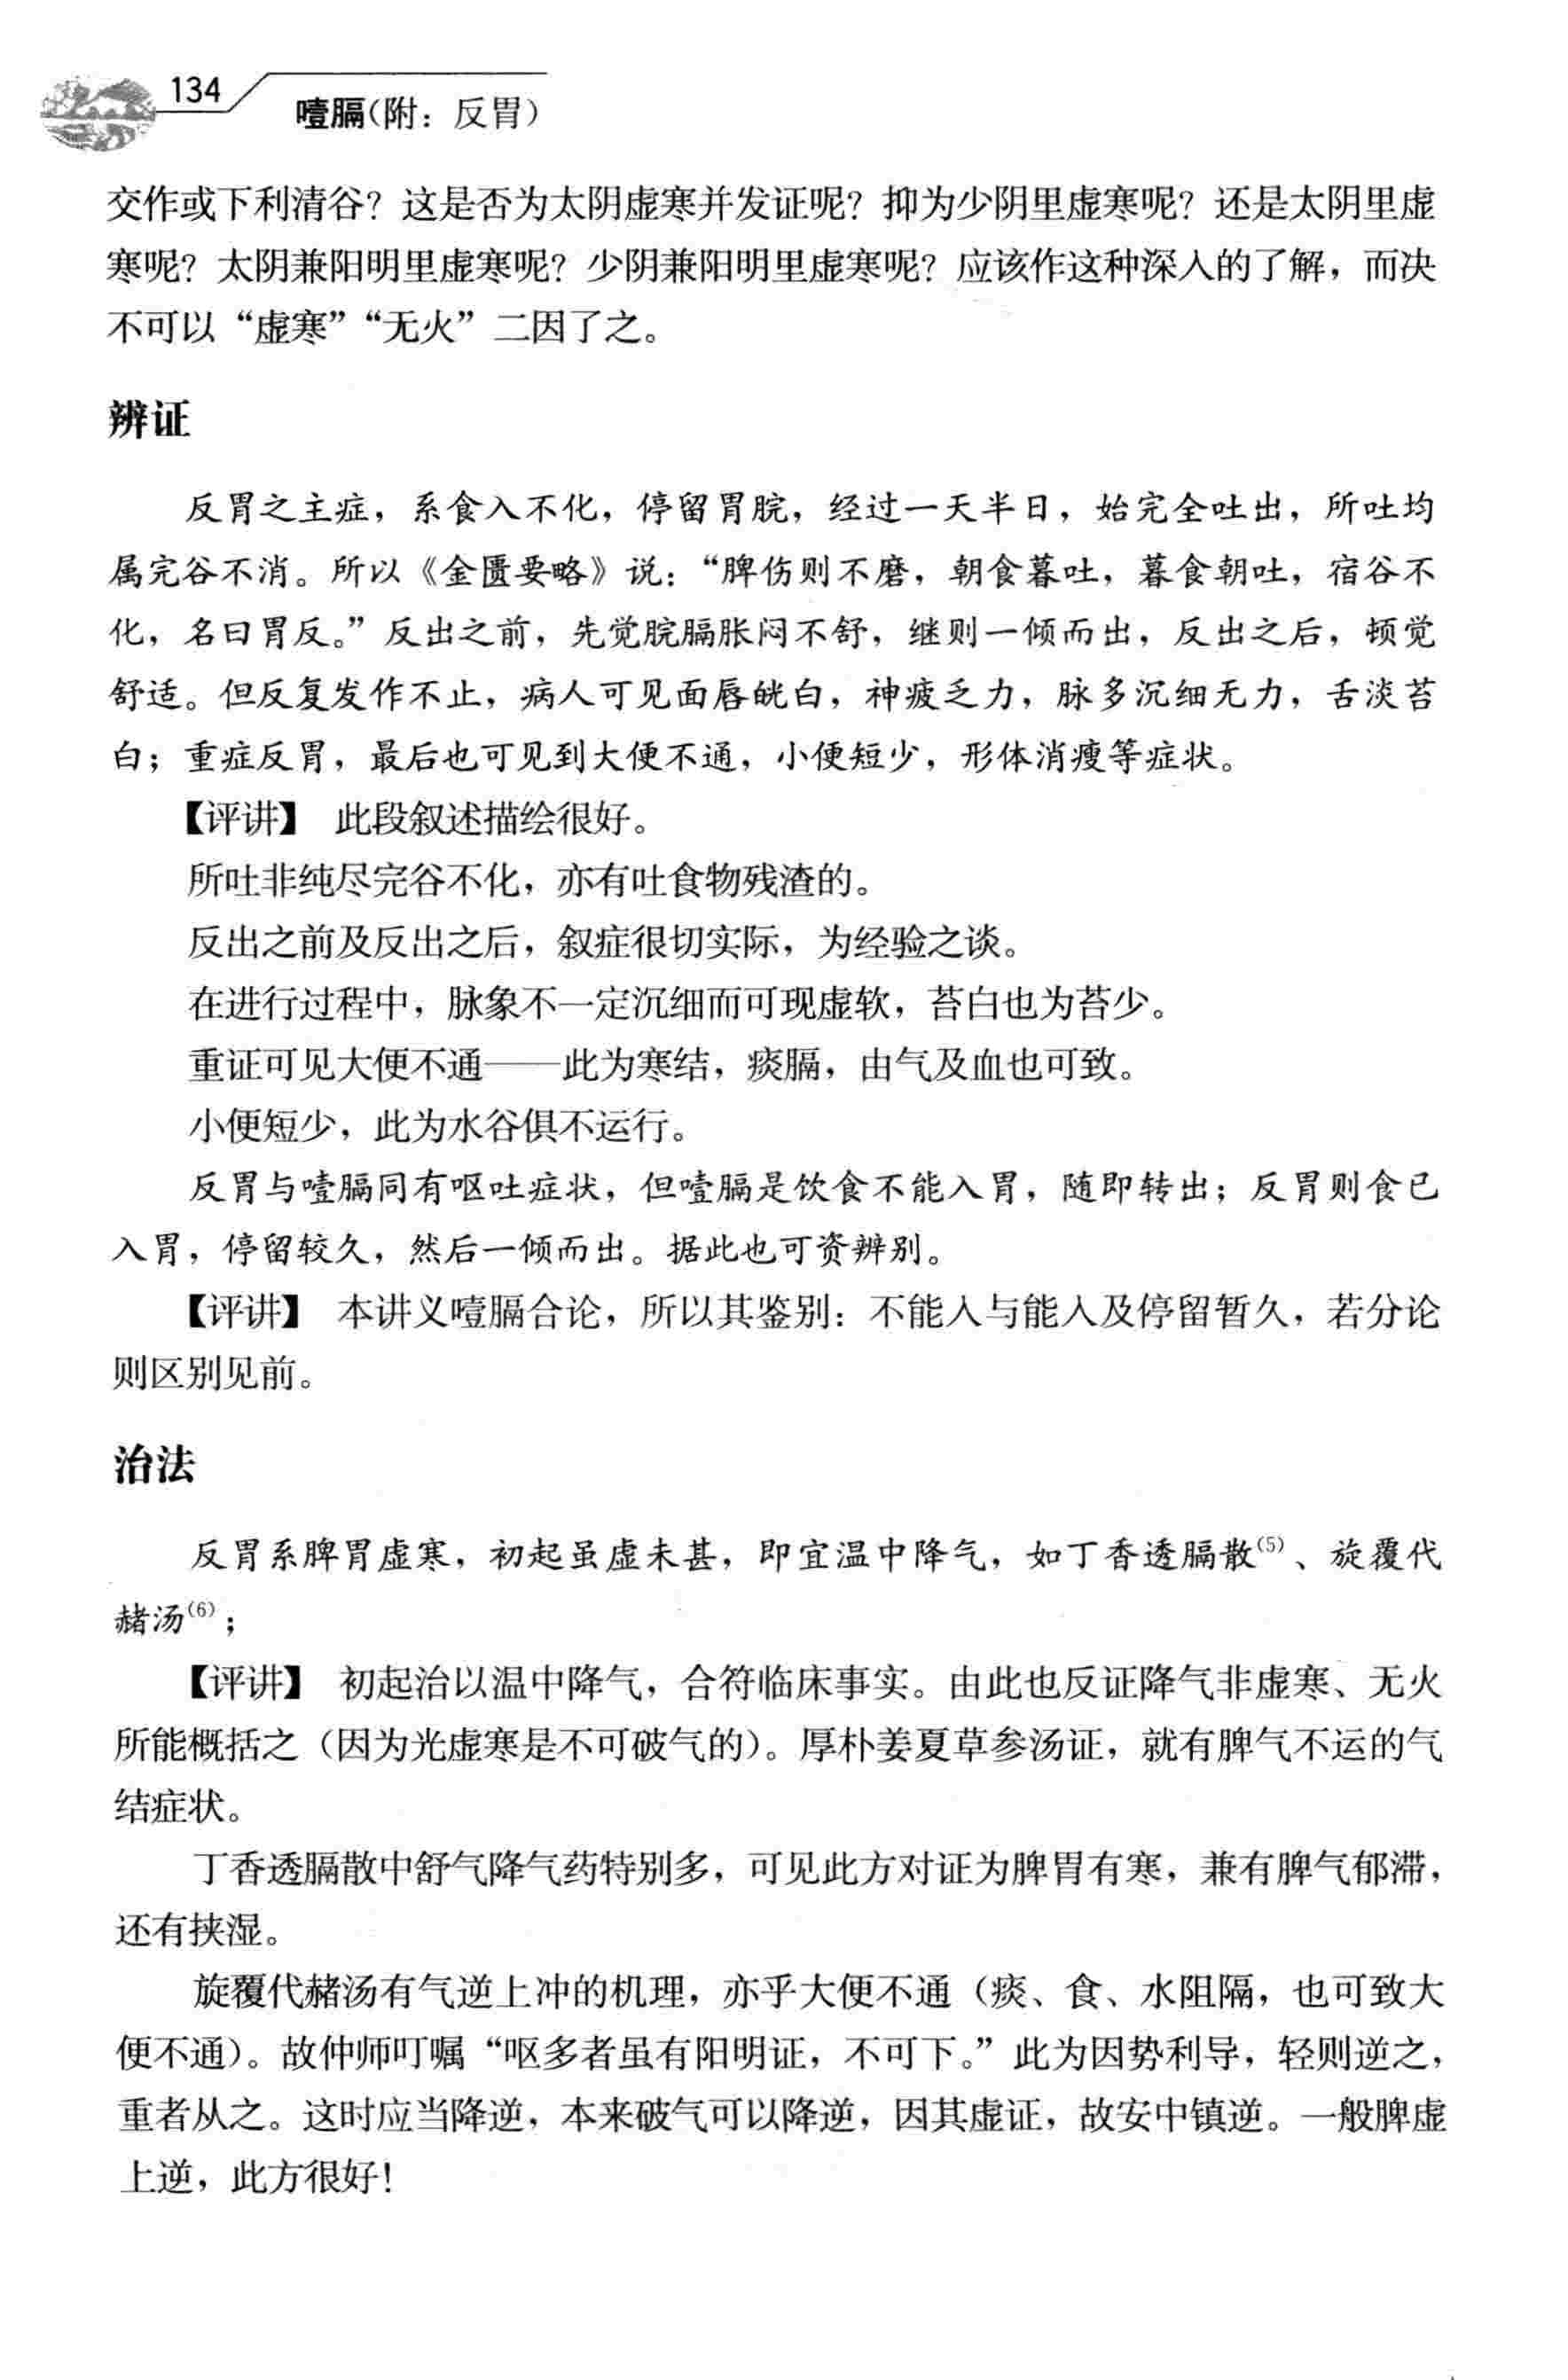 134
噎膈(附：反胃)
交作或下利清谷？这是否为太阴虚寒并发证呢？抑为少阴里虚寒呢？还是太阴里虚
寒呢？太阴兼阳明里虚寒呢？少阴兼阳明里虚寒呢？应该作这种深入的了解，而决
不可以“虚寒”“无火”二因了之。
辨证
反胃之主症，系食入不化，停留胃脘，经过一天半日，始完全吐出，所吐均
属完谷不消。所以《金匮要略》说：“脾伤则不磨，朝食暮吐，暮食朝吐，宿谷不
化，名曰胃反。”反出之前，先觉脘膈胀闷不舒，继则一倾而出，反出之后，顿觉
舒适。但反复发作不止，病人可见面唇㿠白，神疲乏力，脉多沉细无力，舌淡苔
白；重症反胃，最后也可见到大便不通，小便短少，形体消瘦等症状。
【评讲】 此段叙述描绘很好。
所吐非纯尽完谷不化，亦有吐食物残渣的。
反出之前及反出之后，叙症很切实际，为经验之谈。
在进行过程中，脉象不一定沉细而可现虚软，苔白也为苔少。
重证可见大便不通——此为寒结，痰膈，由气及血也可致。
小便短少，此为水谷俱不运行。
反胃与噎膈同有呕吐症状，但噎膈是饮食不能入胃，随即转出；反胃则食已
入胃，停留较久，然后一倾而出。据此也可资辨别。
【评讲】 本讲义噎膈合论，所以其鉴别：不能入与能入及停留暂久，若分论
则区别见前。
治法
反胃系脾胃虚寒，初起虽虚未甚，即宜温中降气，如丁香透膈散(5)、旋覆代
赭汤(6)；
【评讲】 初起治以温中降气，合符临床事实。由此也反证降气非虚寒、无火
所能概括之（因为光虚寒是不可破气的）。厚朴姜夏草参汤证，就有脾气不运的气
结症状。
丁香透膈散中舒气降气药特别多，可见此方对证为脾胃有寒，兼有脾气郁滞，
还有挟湿。
旋覆代赭汤有气逆上冲的机理，亦乎大便不通（痰、食、水阻隔，也可致大
便不通）。故仲师叮嘱“呕多者虽有阳明证，不可下。”此为因势利导，轻则逆之，
重者从之。这时应当降逆，本来破气可以降逆，因其虚证，故安中镇逆。一般脾虚
上逆，此方很好！